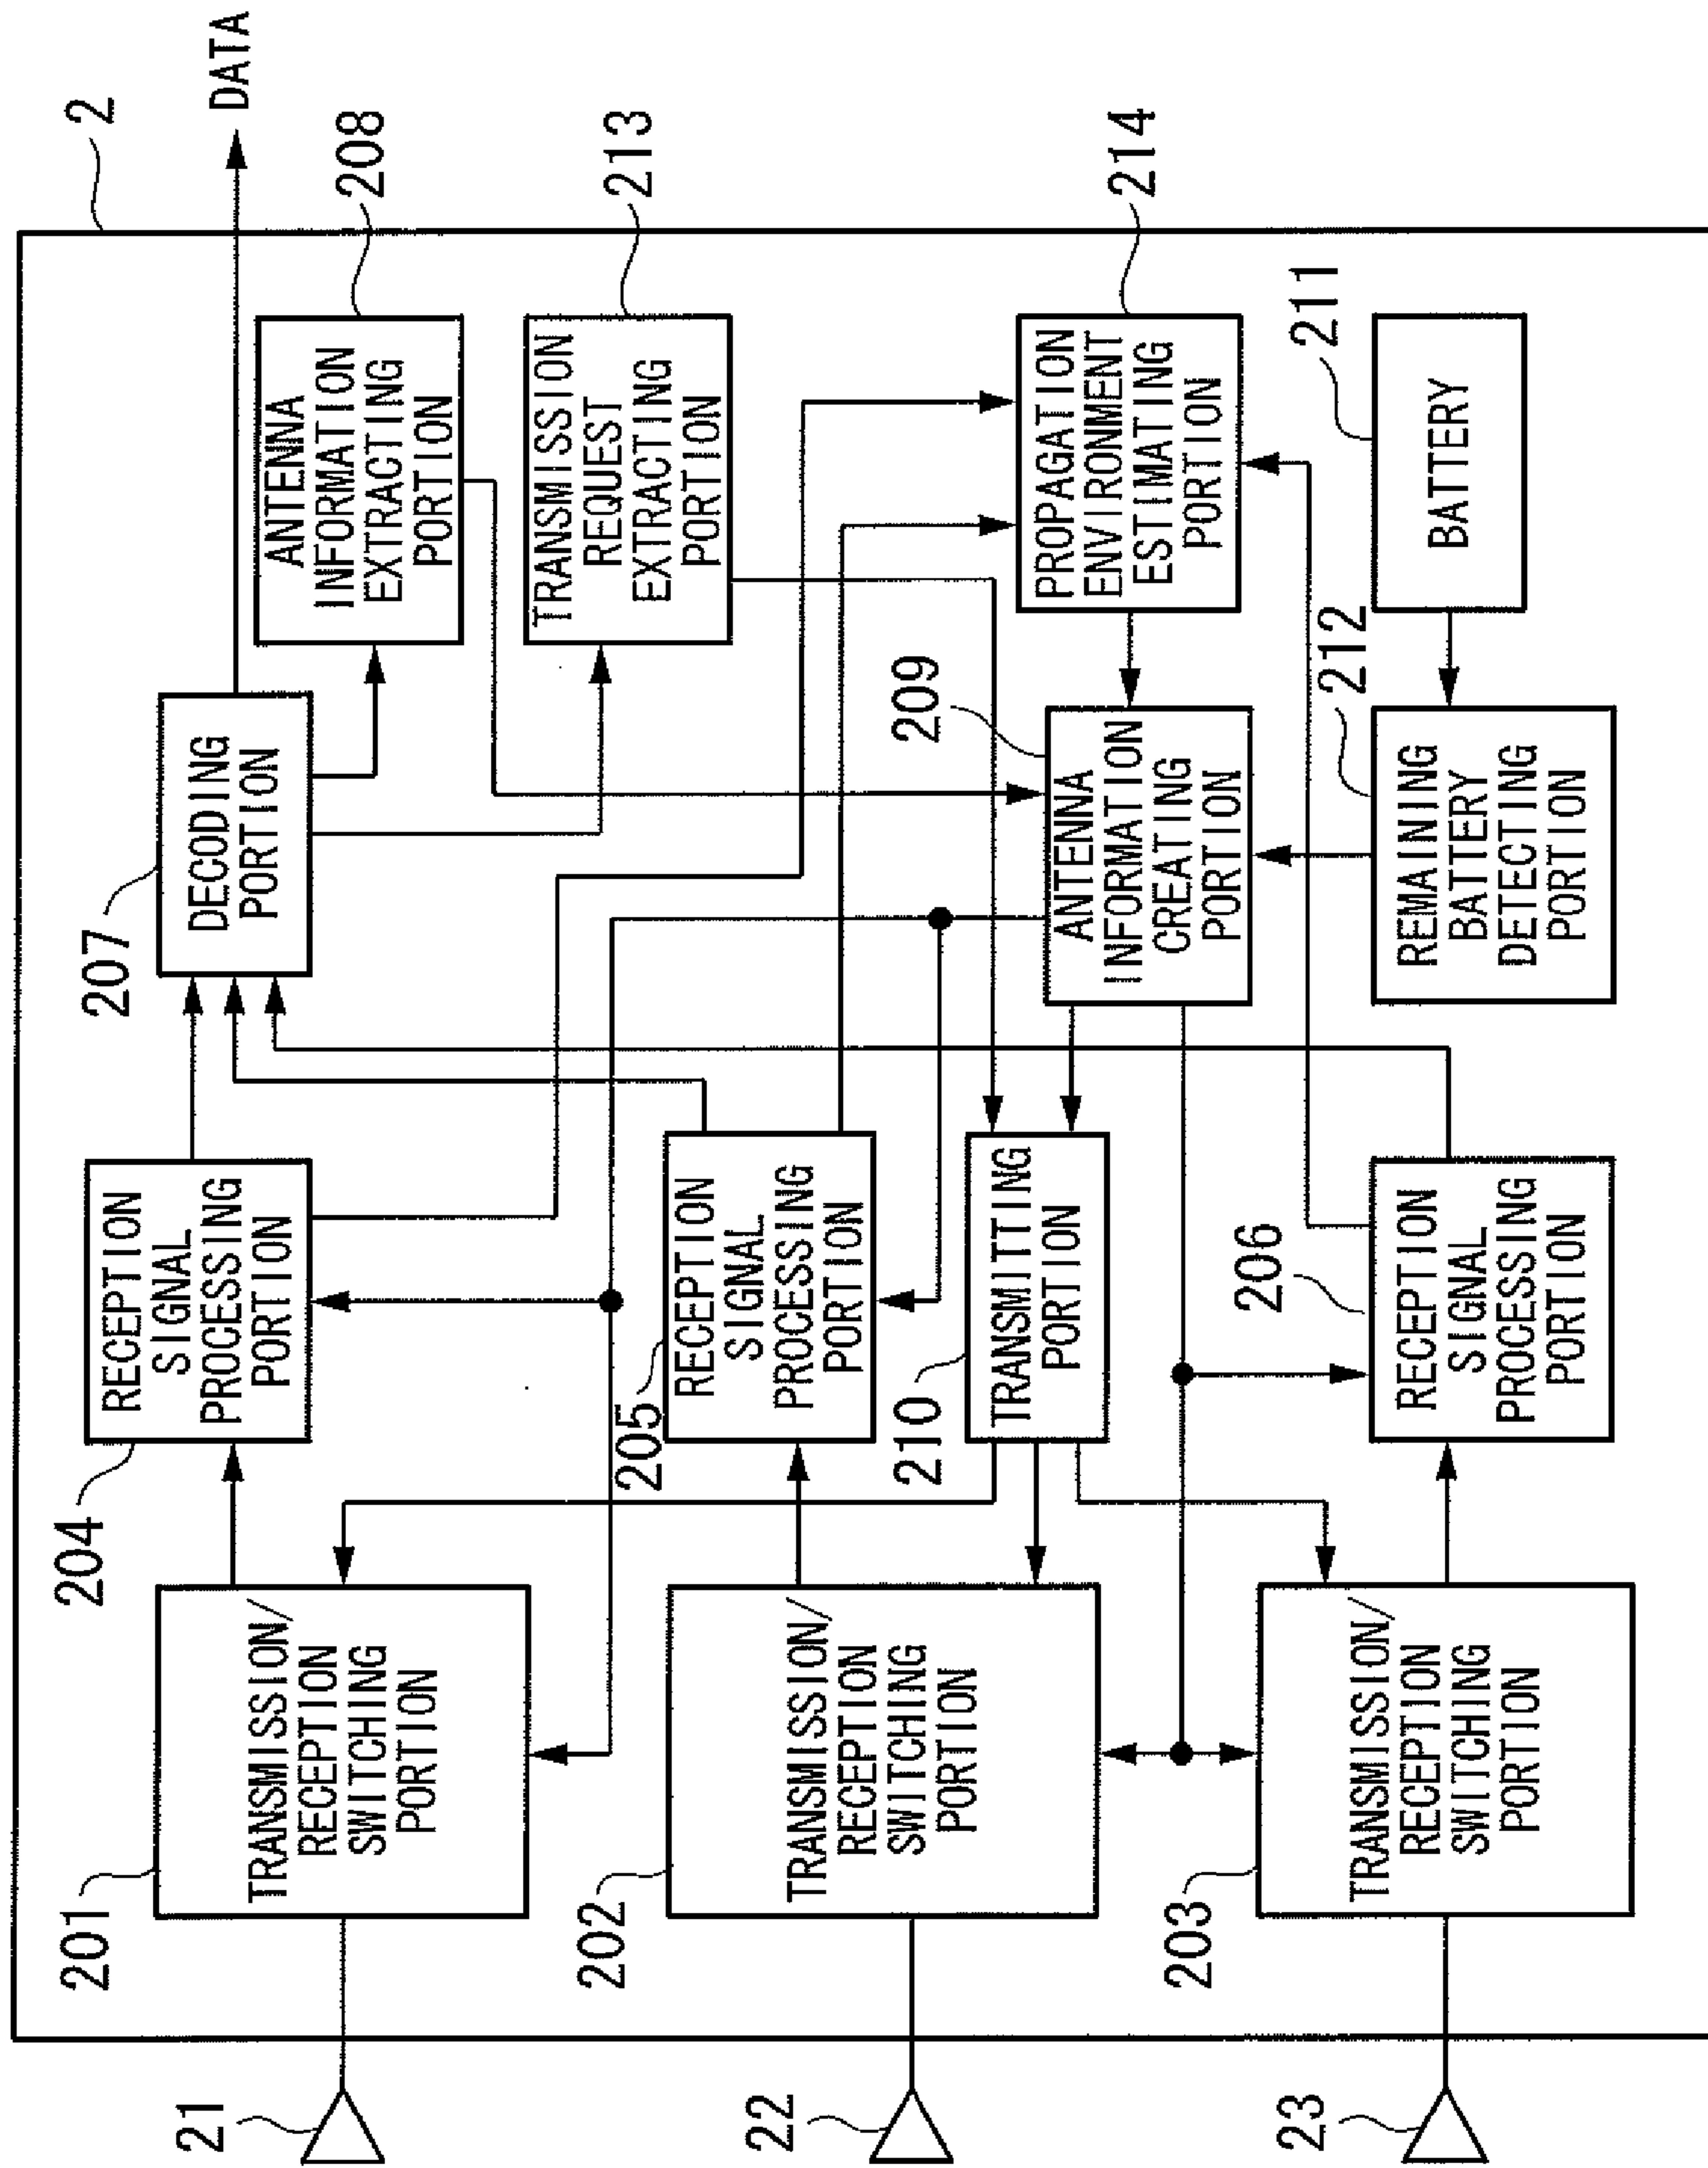 2
DATA
207
DECODING
PORTION
208
ANTENNA
INFORMATION
EXTRACTING
PORTION
213
TRANSMISSION
REQUEST
EXTRACTING
PORTION
214
PROPAGATION
ENVIRONMENT
ESTIMATING
PORTION
211
BATTERY
212
REMAINING
BATTERY
DETECTING
PORTION
209
ANTENNA
INFORMATION
CREATING
PORTION
204
RECEPTION
SIGNAL
PROCESSING
PORTION
205
RECEPTION
SIGNAL
PROCESSING
PORTION
210
TRANSMITTING
PORTION
206
RECEPTION
SIGNAL
PROCESSING
PORTION
201
TRANSMISSION/
RECEPTION
SWITCHING
PORTION
202
TRANSMISSION/
RECEPTION
SWITCHING
PORTION
203
TRANSMISSION/
RECEPTION
SWITCHING
PORTION
21
22
23